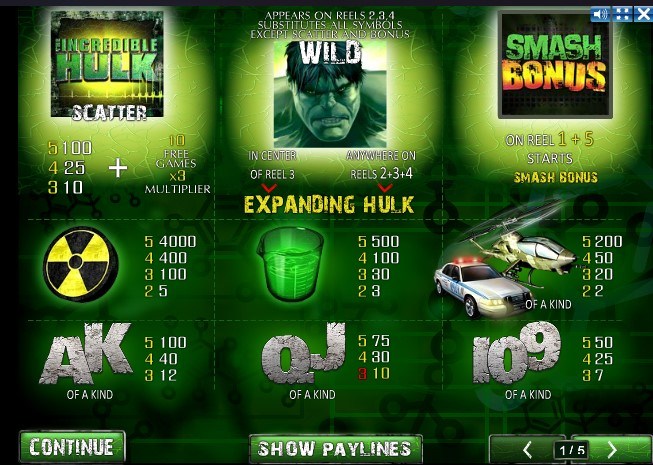 THE INCREDIBLE
HULK
SCATTER
5 100
4 25
3 10
+
10
FREE
GAMES
x3
MULTIPLIER
APPEARS ON REELS 2,3,4
SUBSTITUTES ALL SYMBOLS
EXCEPT SCATTER AND BONUS
WILD
IN CENTER
OF REEL 3
ANYWHERE ON
REELS 2+3+4
EXPANDING HULK
SMASH
BONUS
ON REEL 1 + 5
STARTS
SMASH BONUS
5 4000
4 400
3 100
2 5
5 500
4 100
3 30
2 3
5 200
4 50
3 20
2 2
OF A KIND
AK
OF A KIND
5 100
4 40
3 12
QJ
OF A KIND
5 75
4 30
3 10
109
OF A KIND
5 50
4 25
3 7
CONTINUE
SHOW PAYLINES
1/5